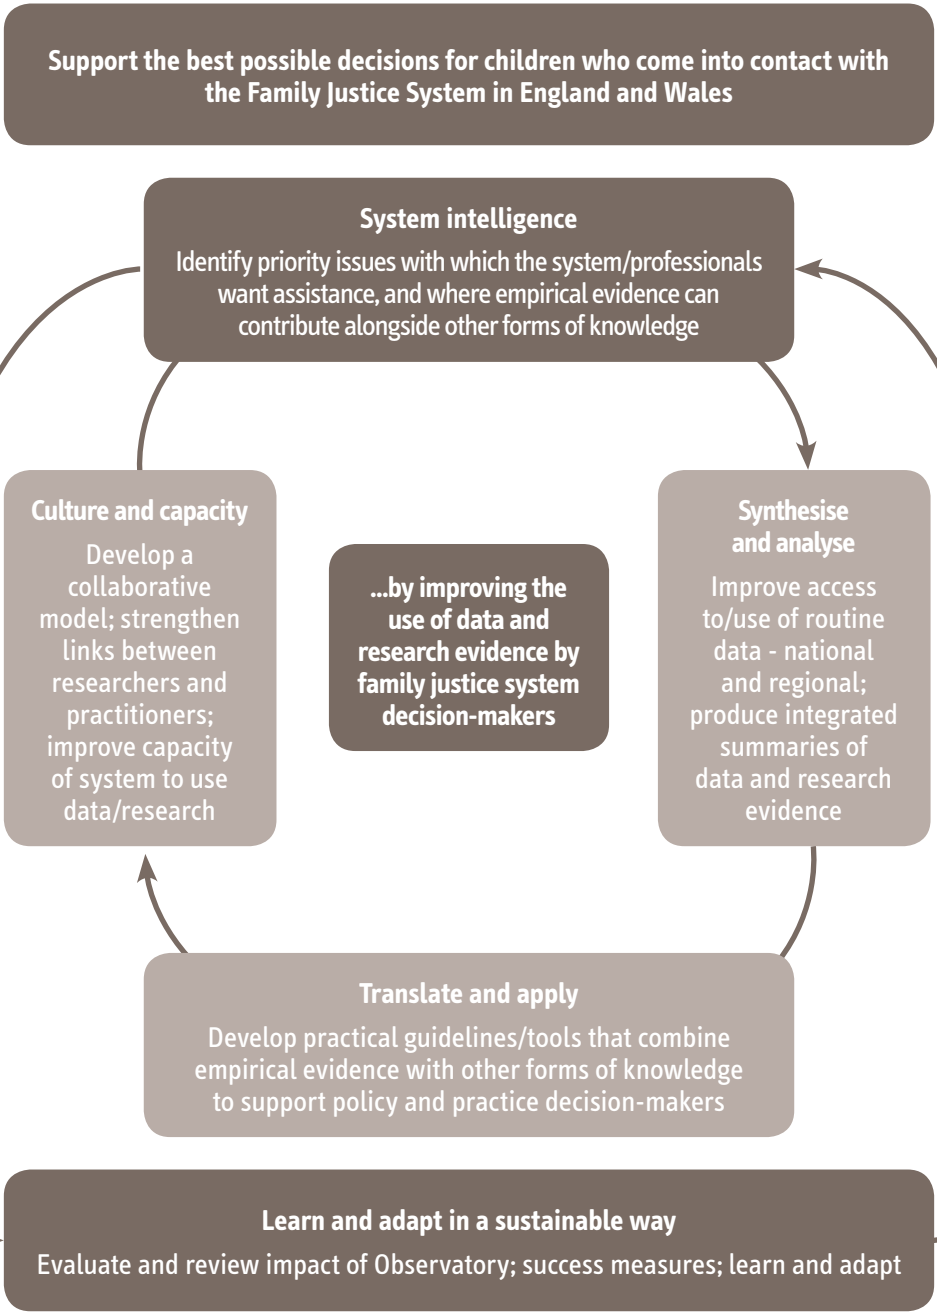 Support the best possible decisions for children who come into contact with
the Family Justice System in England and Wales
System intelligence
Identify priority issues with which the system/professionals
want assistance, and where empirical evidence can
contribute alongside other forms of knowledge
Culture and capacity
Develop a
collaborative
model; strengthen
links between
researchers and
practitioners;
improve capacity
of system to use
data/research
...by improving the
use of data and
research evidence by
family justice system
decision-makers
Synthesise
and analyse
Improve access
to/use of routine
data - national
and regional;
produce integrated
summaries of
data and research
evidence
Translate and apply
Develop practical guidelines/tools that combine
empirical evidence with other forms of knowledge
to support policy and practice decision-makers
Learn and adapt in a sustainable way
Evaluate and review impact of Observatory; success measures; learn and adapt